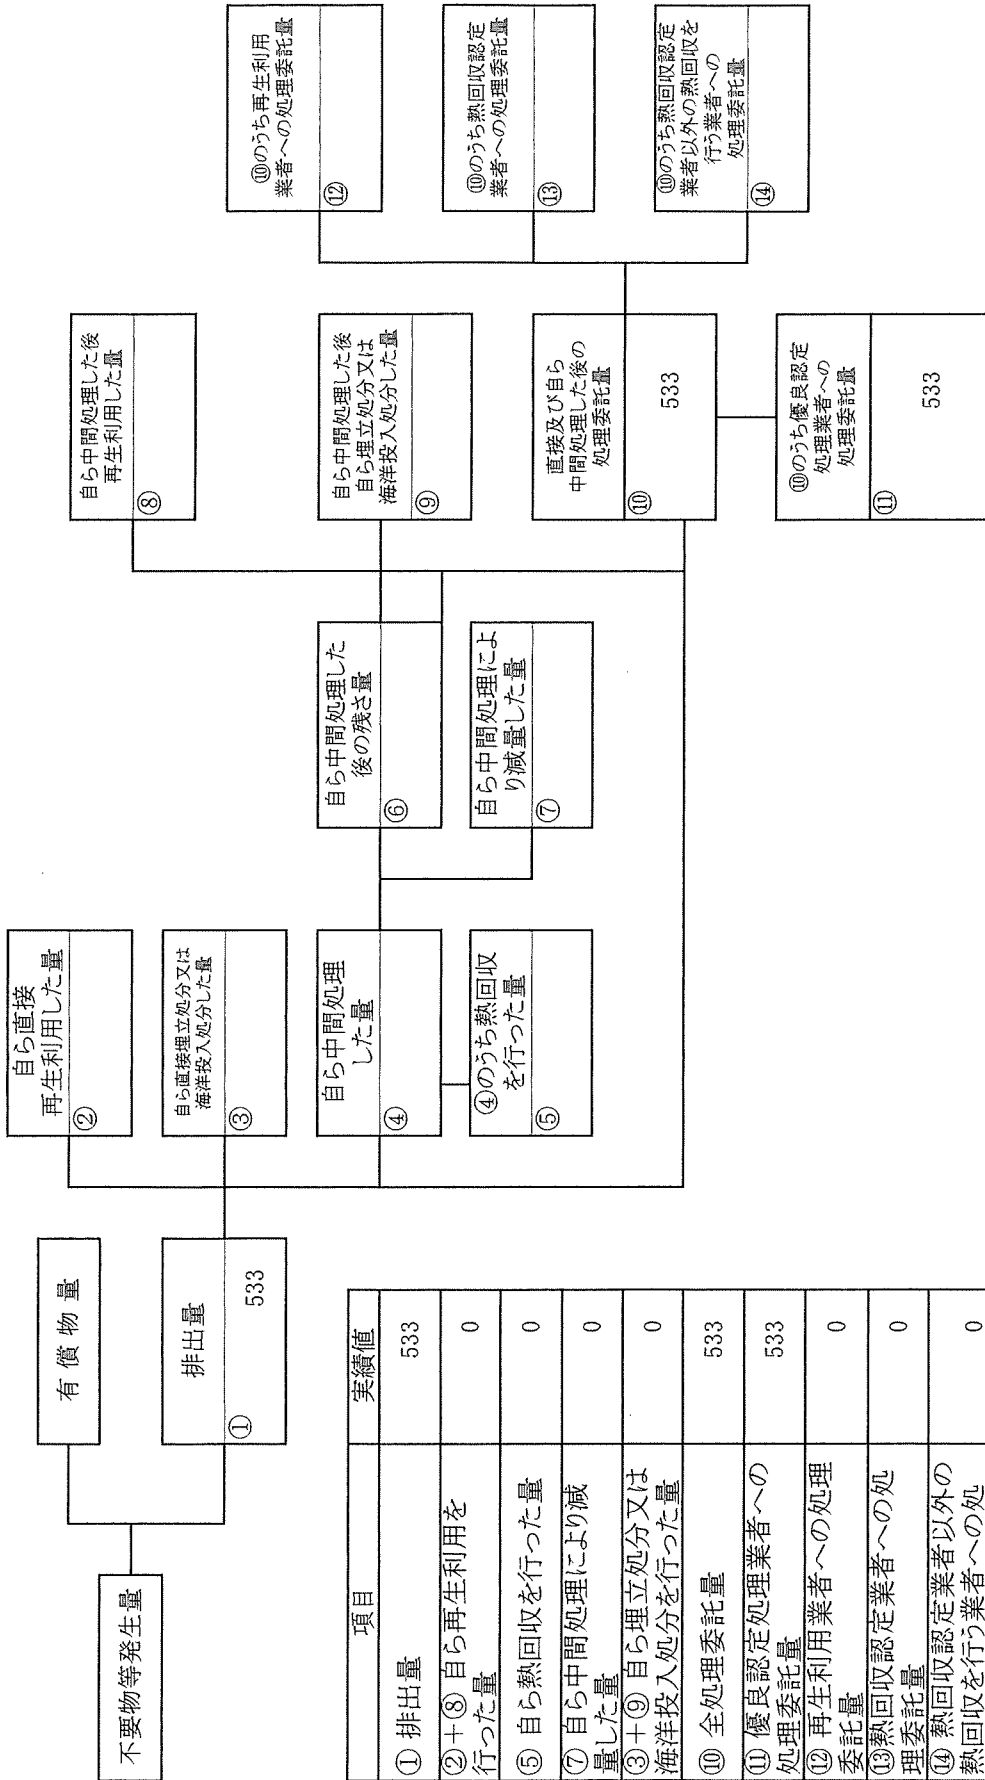 不要物等発生量
有 償 物 量
排出量
①
533
自ら直接
再生利用した量
②
自ら直接埋立処分又は
海洋投入処分した量
③
自ら中間処理
した量
④
④のうち熱回収
を行った量
⑤
自ら中間処理した
後の残さ量
⑥
自ら中間処理によ
り減量した量
⑦
自ら中間処理した後
再生利用した量
⑧
自ら中間処理した後
自ら埋立処分又は
海洋投入処分した量
⑨
直接及び自ら
中間処理した後の
処理委託量
⑩
533
⑩のうち優良認定
処理業者への
処理委託量
⑪
533
⑩のうち再生利用
業者への処理委託量
⑫
⑩のうち熱回収認定
業者への処理委託量
⑬
⑩のうち熱回収認定
業者以外の熱回収を
行う業者への
処理委託量
⑭
項目 実績値
①排出量 533
②＋⑧ 自ら再生利用を
行った量 0
⑤ 自ら熱回収を行った量 0
⑦ 自ら中間処理により減
量した量 0
③＋⑨ 自ら埋立処分又は
海洋投入処分を行った量 0
⑩ 全処理委託量 533
⑪ 優良認定処理業者への
処理委託量 533
⑫ 再生利用業者への処理
委託量 0
⑬熱回収認定業者への処
理委託量 0
⑭ 熱回収認定業者以外の
熱回収を行う業者への処 0